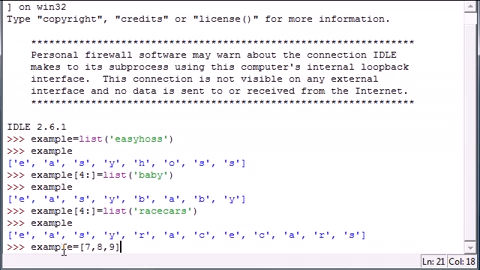 ] on win32
Type "copyright", "credits" or "license()" for more information.
****************************************************************
Personal firewall software may warn about the connection IDLE
makes to its subprocess using this computer's internal loopback
interface.  This connection is not visible on any external
interface and no data is sent to or received from the Internet.
****************************************************************
IDLE 2.6.1
>>> example=list('easyhoss')
>>> example
['e', 'a', 's', 'y', 'h', 'o', 's', 's']
>>> example[4:]=list('baby')
>>> example
['e', 'a', 's', 'y', 'b', 'a', 'b', 'y']
>>> example[4:]=list('racecars')
>>> example
['e', 'a', 's', 'y', 'r', 'a', 'c', 'e', 'c', 'a', 'r', 's']
>>> example=[7,8,9]
Ln: 21 Col: 18